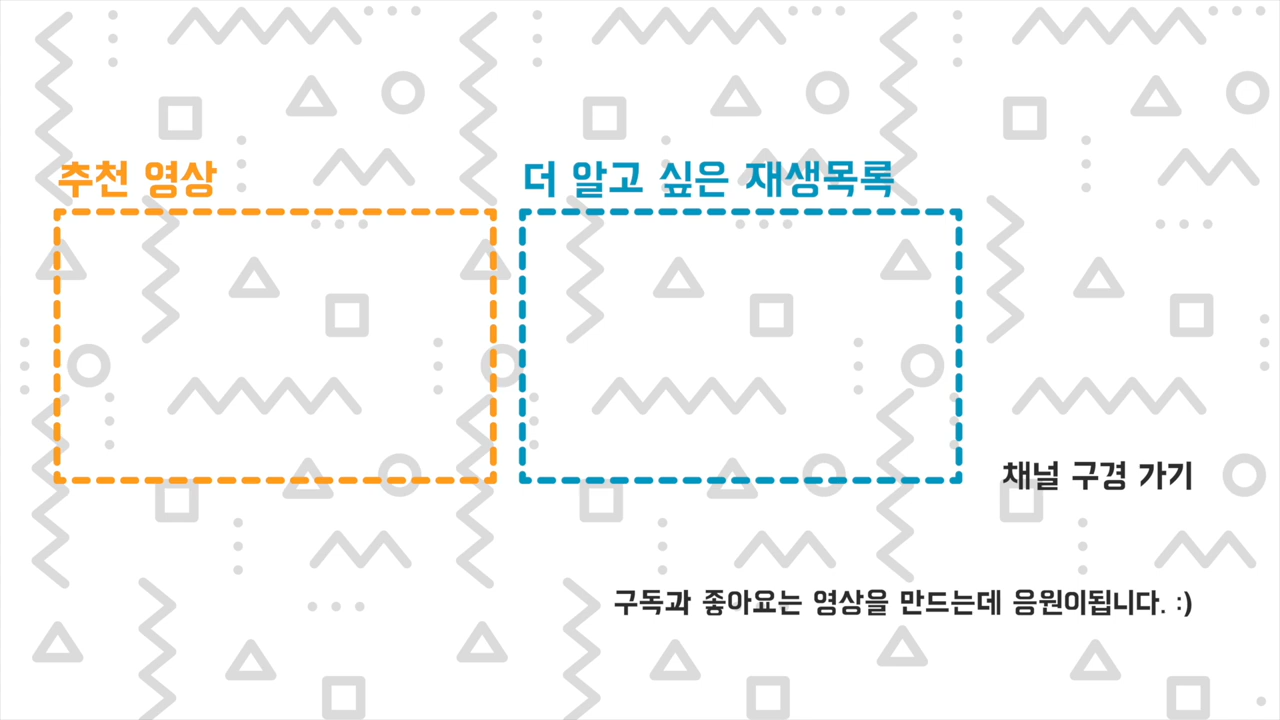 추천 영상
더 알고 싶은 재생목록
채널 구경 가기
구독과 좋아요는 영상을 만드는데 응원이됩니다. :)